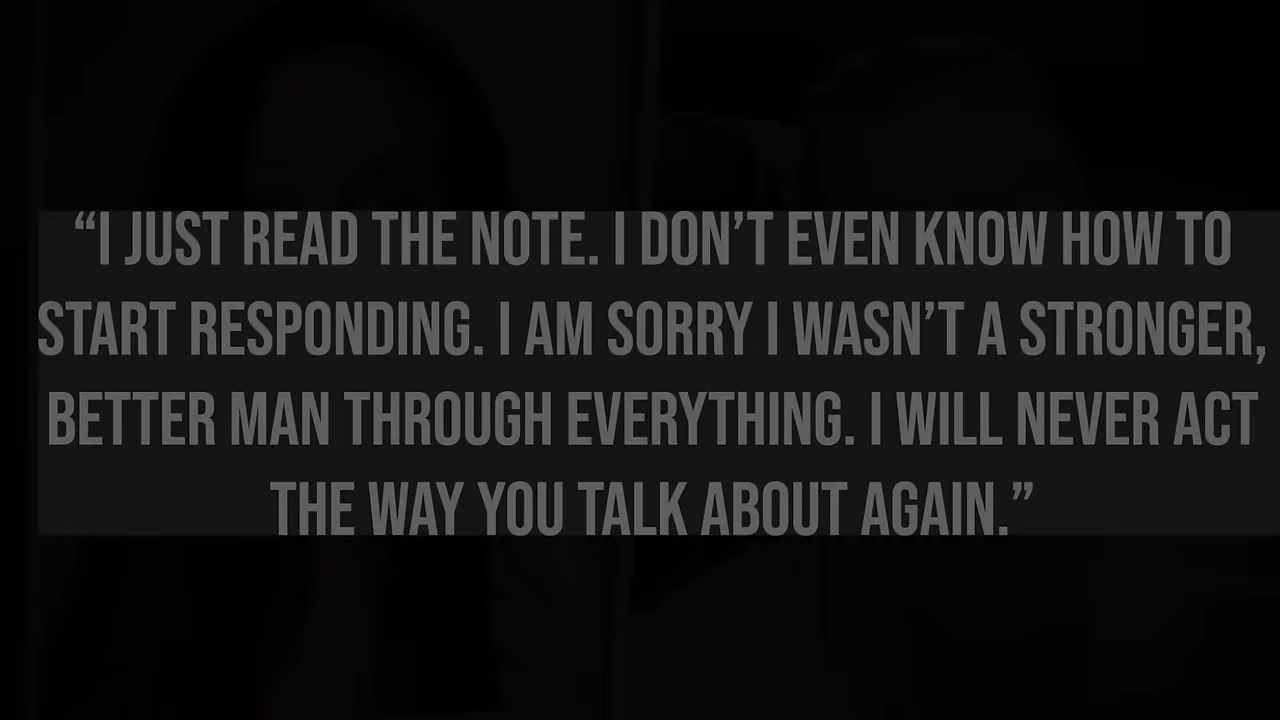 “I JUST READ THE NOTE. I DON’T EVEN KNOW HOW TO
START RESPONDING. I AM SORRY I WASN’T A STRONGER,
BETTER MAN THROUGH EVERYTHING. I WILL NEVER ACT
THE WAY YOU TALK ABOUT AGAIN.”